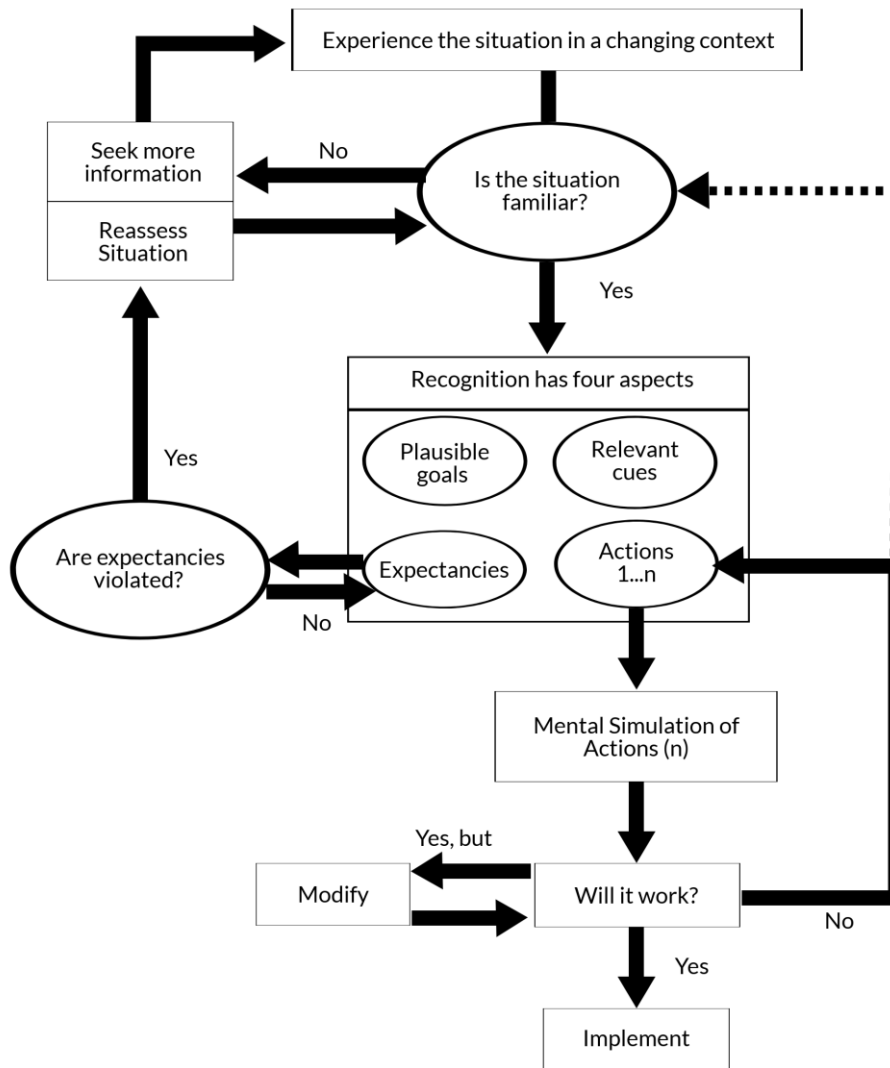 Experience the situation in a changing context
Seek more
information
No
Is the situation
familiar?
Reassess
Situation
Yes
Recognition has four aspects
Plausible
goals
Relevant
cues
Yes
Are expectancies
violated?
Expectancies
Actions
1...n
No
Mental Simulation of
Actions (n)
Yes, but
Modify
Will it work?
No
Yes
Implement